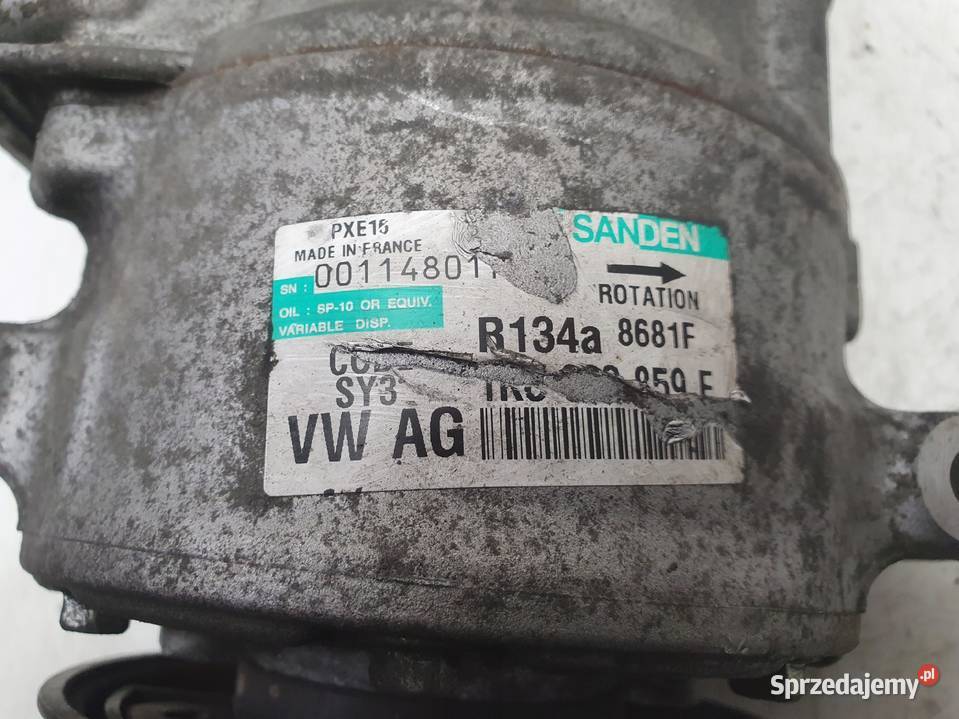 PXE16
MADE IN FRANCE
SANDEN
SN :
ROTATION
OIL : SP-10 OR EQUIV.
VARIABLE DISP.
R134a 8681F
SY3
859 F
VW AG
Sprzedajemy.pl